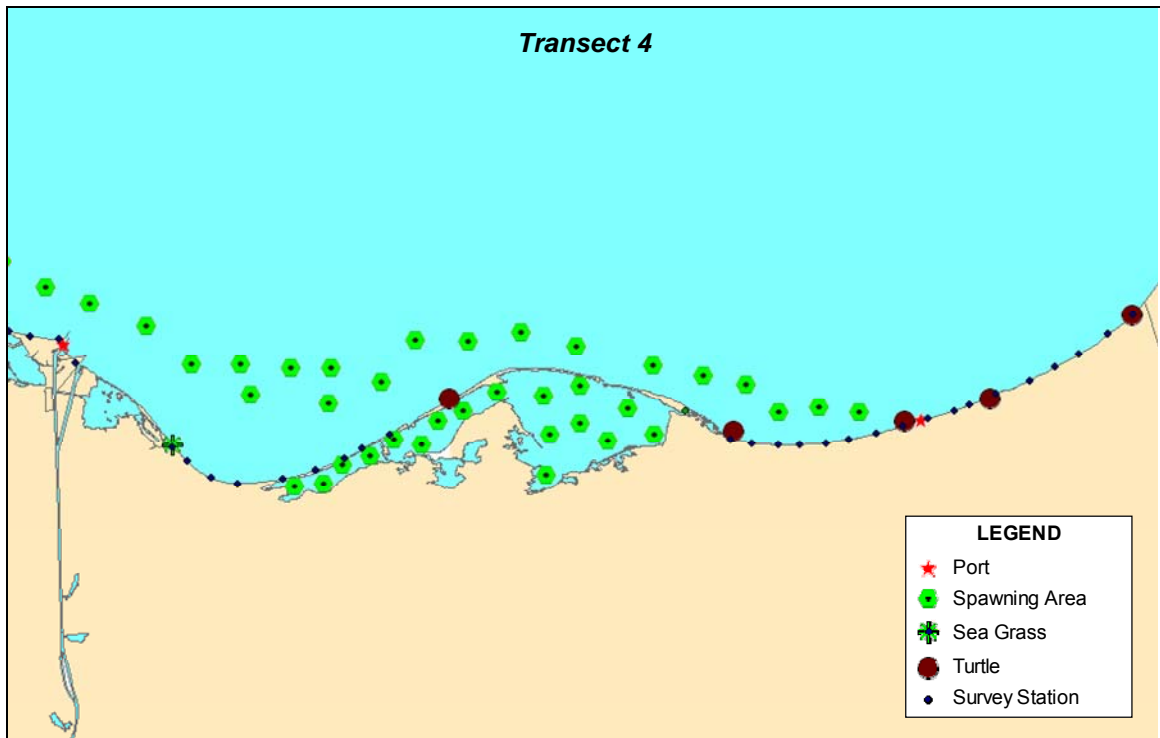 Transect 4
LEGEND
Port
Spawning Area
Sea Grass
Turtle
Survey Station